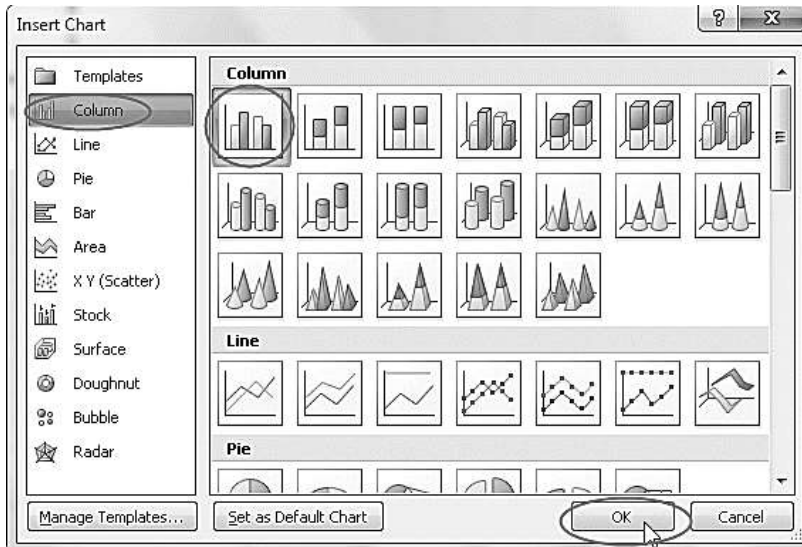 Insert Chart
Templates
Column
Line
Pie
Bar
Area
X Y (Scatter)
Stock
Surface
Doughnut
Bubble
Radar
Column
Line
Pie
Manage Templates...
Set as Default Chart
OK
Cancel